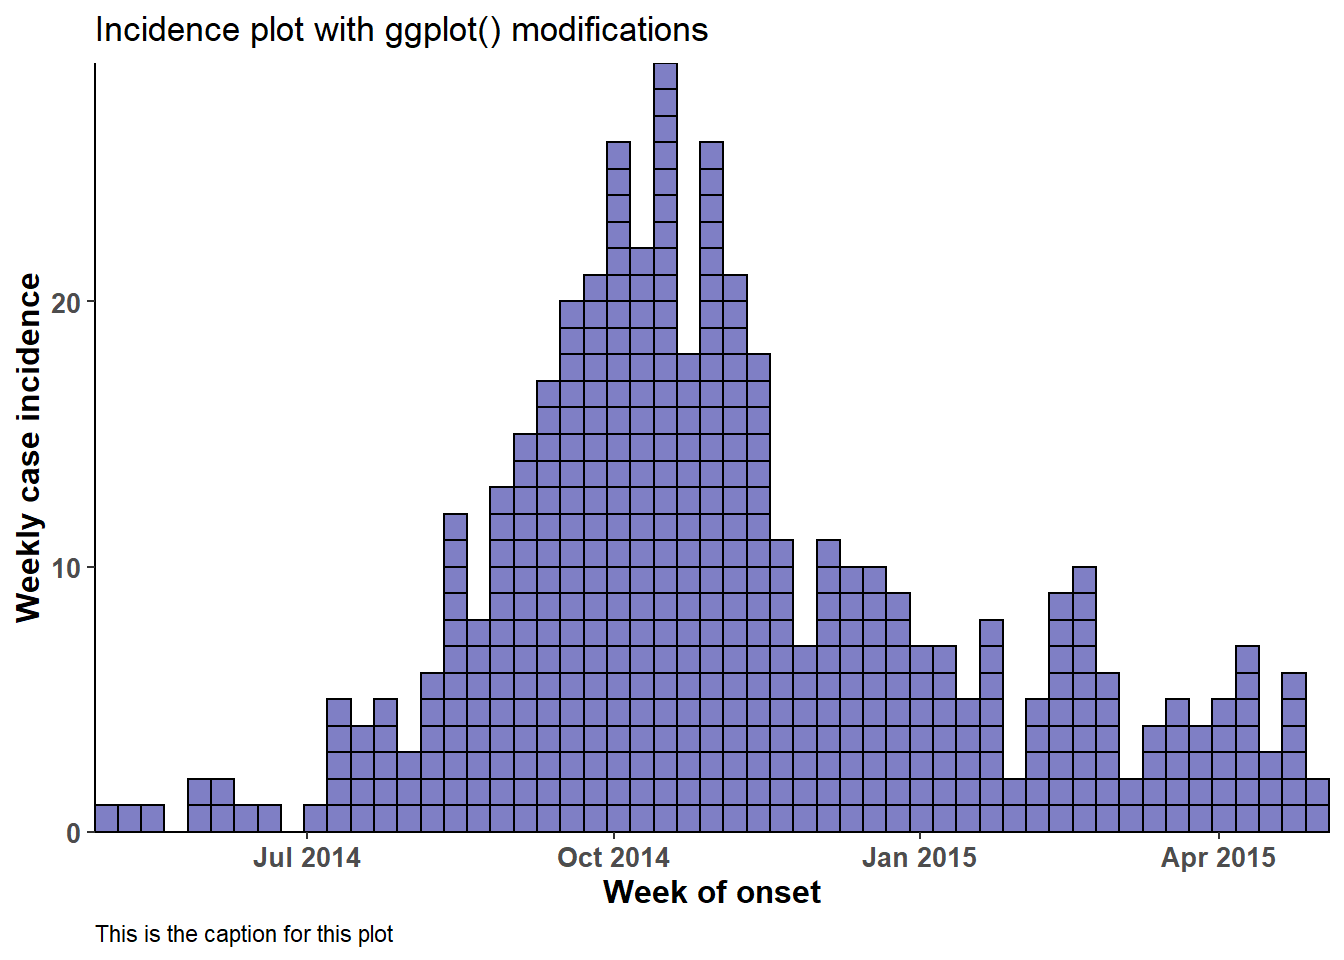 Incidence plot with ggplot() modifications
Weekly case incidence
20
10
0
Jul 2014 Oct 2014 Jan 2015 Apr 2015
Week of onset
This is the caption for this plot